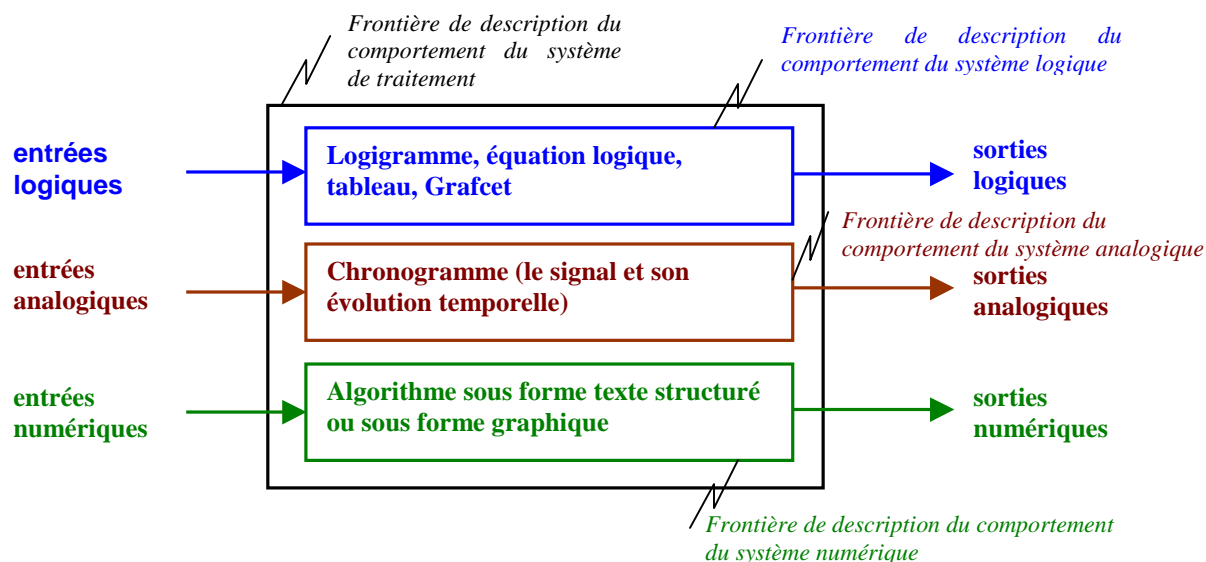 Frontière de description du
comportement du système
de traitement
Frontière de description du
comportement du système logique
entrées
logiques
Logigramme, équation logique,
tableau, Grafcet
sorties
logiques
Frontière de description du
comportement du système analogique
entrées
analogiques
Chronogramme (le signal et son
évolution temporelle)
sorties
analogiques
entrées
numériques
Algorithme sous forme texte structuré
ou sous forme graphique
sorties
numériques
Frontière de description du comportement
du système numérique